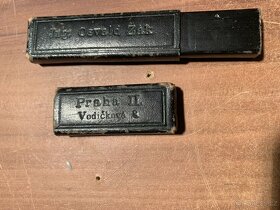 Osvald Žák
Praha II.
Vodičkova 8.